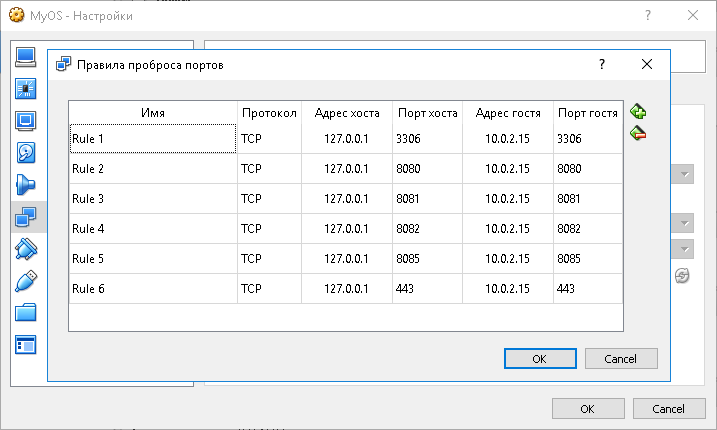 MyOS - Настройки
?
Правила проброса портов
?
Имя Протокол Адрес хоста Порт хоста Адрес гостя Порт гостя
Rule 1 TCP 127.0.0.1 3306 10.0.2.15 3306
Rule 2 TCP 127.0.0.1 8080 10.0.2.15 8080
Rule 3 TCP 127.0.0.1 8081 10.0.2.15 8081
Rule 4 TCP 127.0.0.1 8082 10.0.2.15 8082
Rule 5 TCP 127.0.0.1 8085 10.0.2.15 8085
Rule 6 TCP 127.0.0.1 443 10.0.2.15 443
OK Cancel
OK Cancel